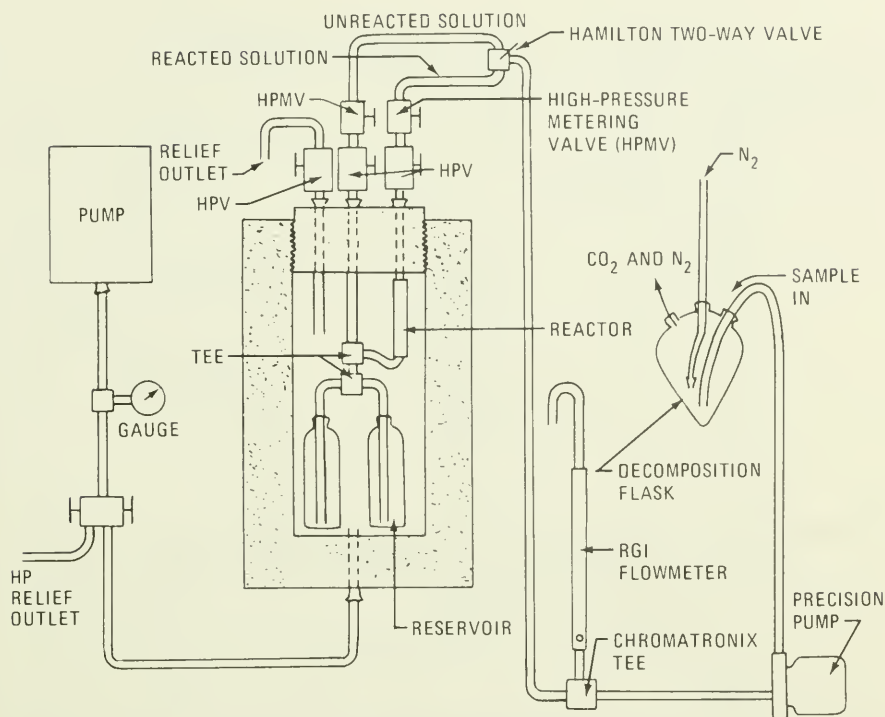 UNREACTED SOLUTION
HAMILTON TWO-WAY VALVE
REACTED SOLUTION
HPMV
HIGH-PRESSURE
METERING
VALVE (HPMV)
RELIEF
OUTLET
HPV
HPV
N₂
PUMP
CO₂ AND N₂
SAMPLE
IN
REACTOR
TEE
GAUGE
DECOMPOSITION
FLASK
RGI
FLOWMETER
HP
RELIEF
OUTLET
RESERVOIR
CHROMATRONIX
TEE
PRECISION
PUMP